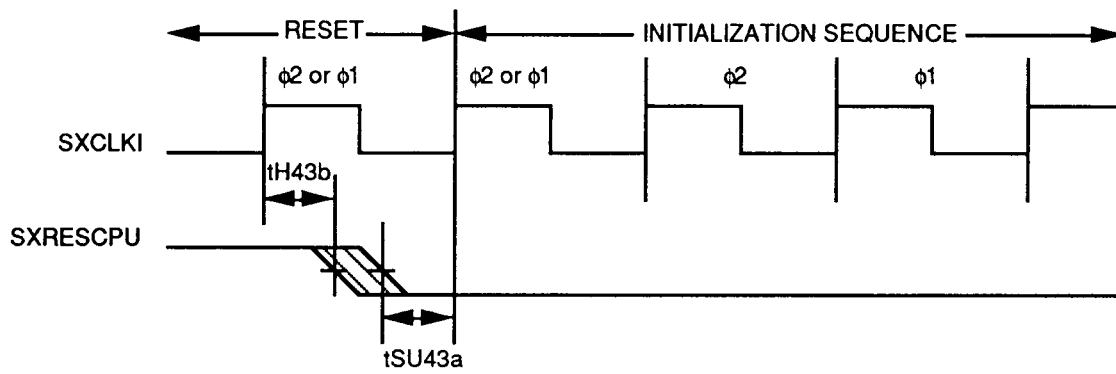 RESET
INITIALIZATION SEQUENCE
ϕ2 or ϕ1
ϕ2 or ϕ1
ϕ2
ϕ1
SXCLKI
tH43b
SXRESCPU
tSU43a